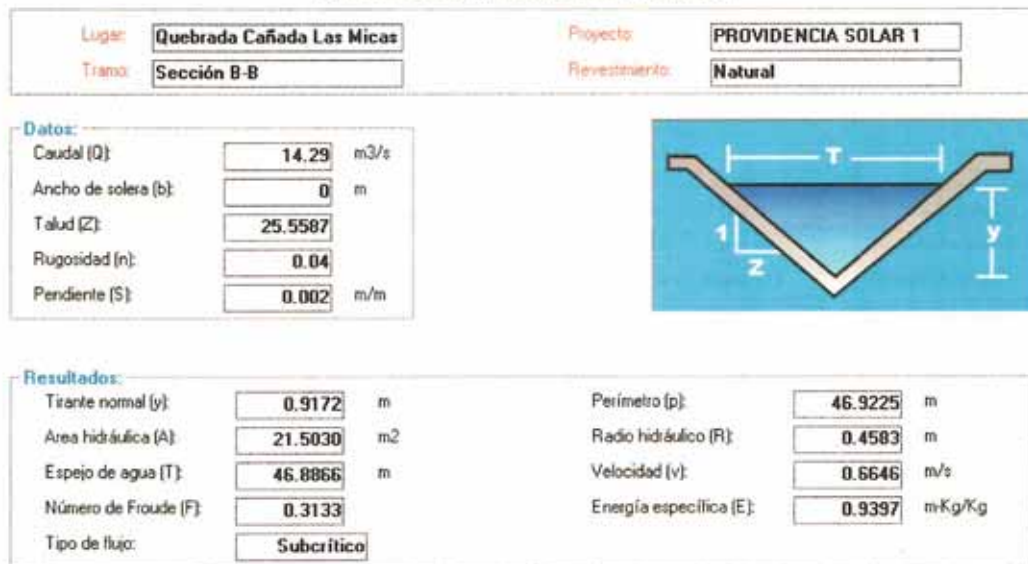 Lugar: Quebrada Cañada Las Micas Proyecto: PROVIDENCIA SOLAR 1
Tramo: Sección B-B Revestimiento: Natural
Datos:
Caudal (Q): 14.29 m3/s
Ancho de solera (b): 0 m
Talud (Z): 25.5587
Rugosidad (n): 0.04
Pendiente (S): 0.002 m/m
T
1
z
y
Resultados:
Tirante normal (y): 0.9172 m Perímetro (p): 46.9225 m
Area hidráulica (A): 21.5030 m2 Radio hidráulico (R): 0.4583 m
Espejo de agua (T): 46.8866 m Velocidad (v): 0.6646 m/s
Número de Froude (F): 0.3133 Energía específica (E): 0.9397 m-Kg/Kg
Tipo de flujo: Subcrítico